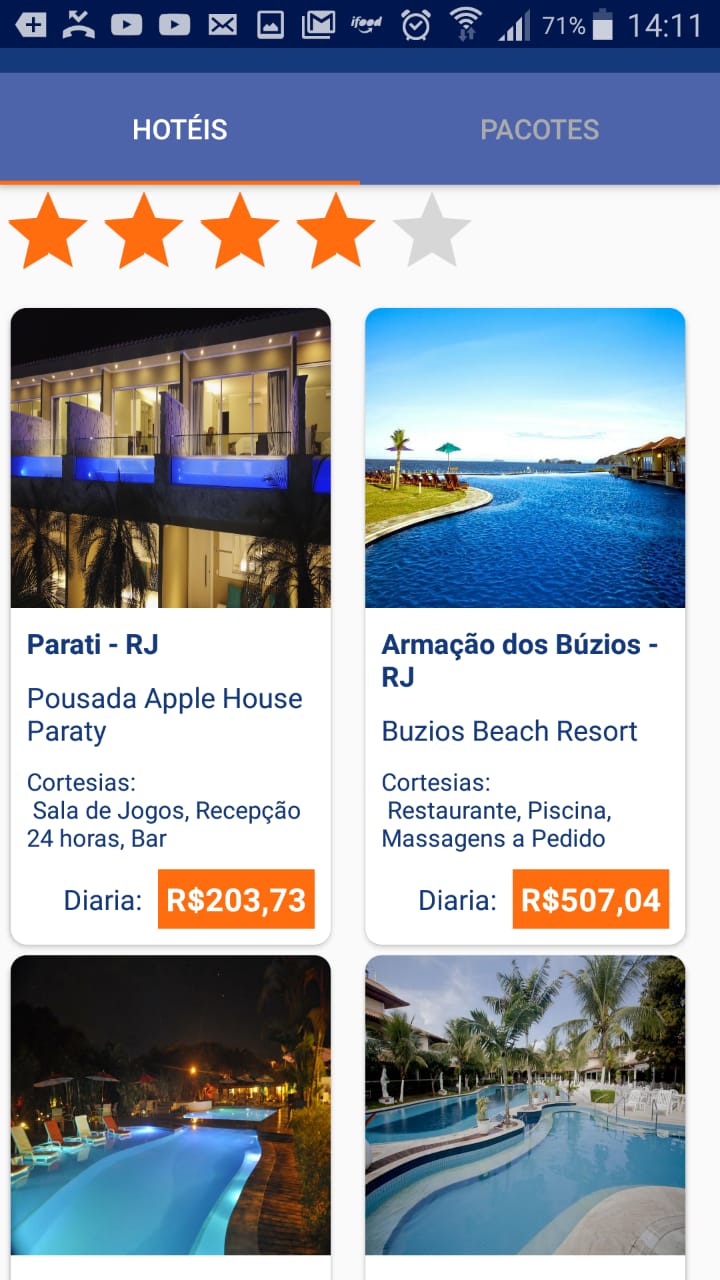 ifood 71% 14:11
HOTÉIS PACOTES
Parati - RJ
Pousada Apple House
Paraty
Cortesias:
Sala de Jogos, Recepção
24 horas, Bar
Diaria: R$203,73
Armação dos Búzios -
RJ
Buzios Beach Resort
Cortesias:
Restaurante, Piscina,
Massagens a Pedido
Diaria: R$507,04